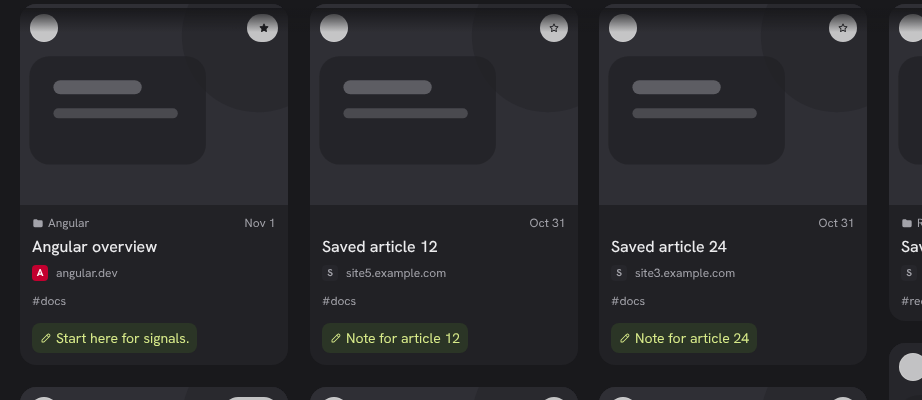 Angular Nov 1
Angular overview
A angular.dev
#docs
Start here for signals.
Oct 31
Saved article 12
S site5.example.com
#docs
Note for article 12
Oct 31
Saved article 24
S site3.example.com
#docs
Note for article 24
S